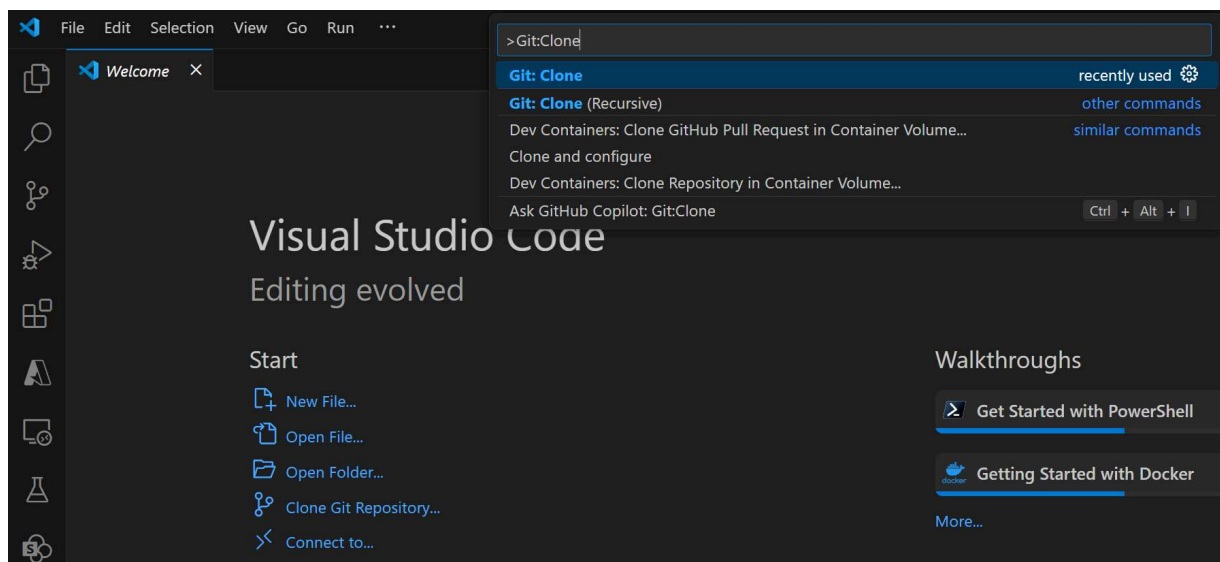 File Edit Selection View Go Run ···
>Git:Clone
Welcome
Git: Clone recently used
Git: Clone (Recursive) other commands
Dev Containers: Clone GitHub Pull Request in Container Volume... similar commands
Clone and configure
Dev Containers: Clone Repository in Container Volume...
Ask GitHub Copilot: Git:Clone Ctrl + Alt + I
Visual Studio Code
Editing evolved
Start
New File...
Open File...
Open Folder...
Clone Git Repository...
Connect to...
Walkthroughs
Get Started with PowerShell
docker Getting Started with Docker
More...